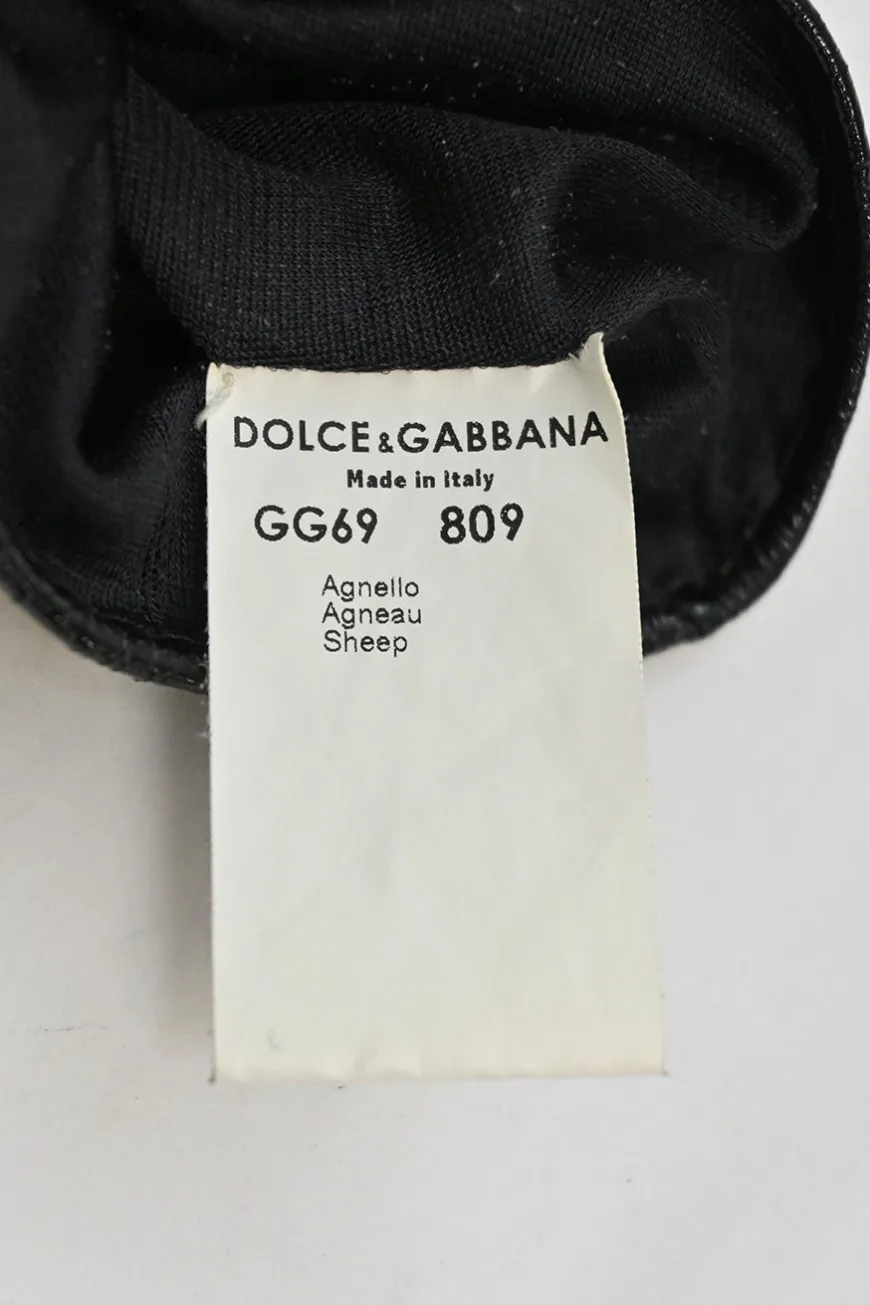 DOLCE&GABBANA
Made in Italy
GG69 809
Agnello
Agneau
Sheep